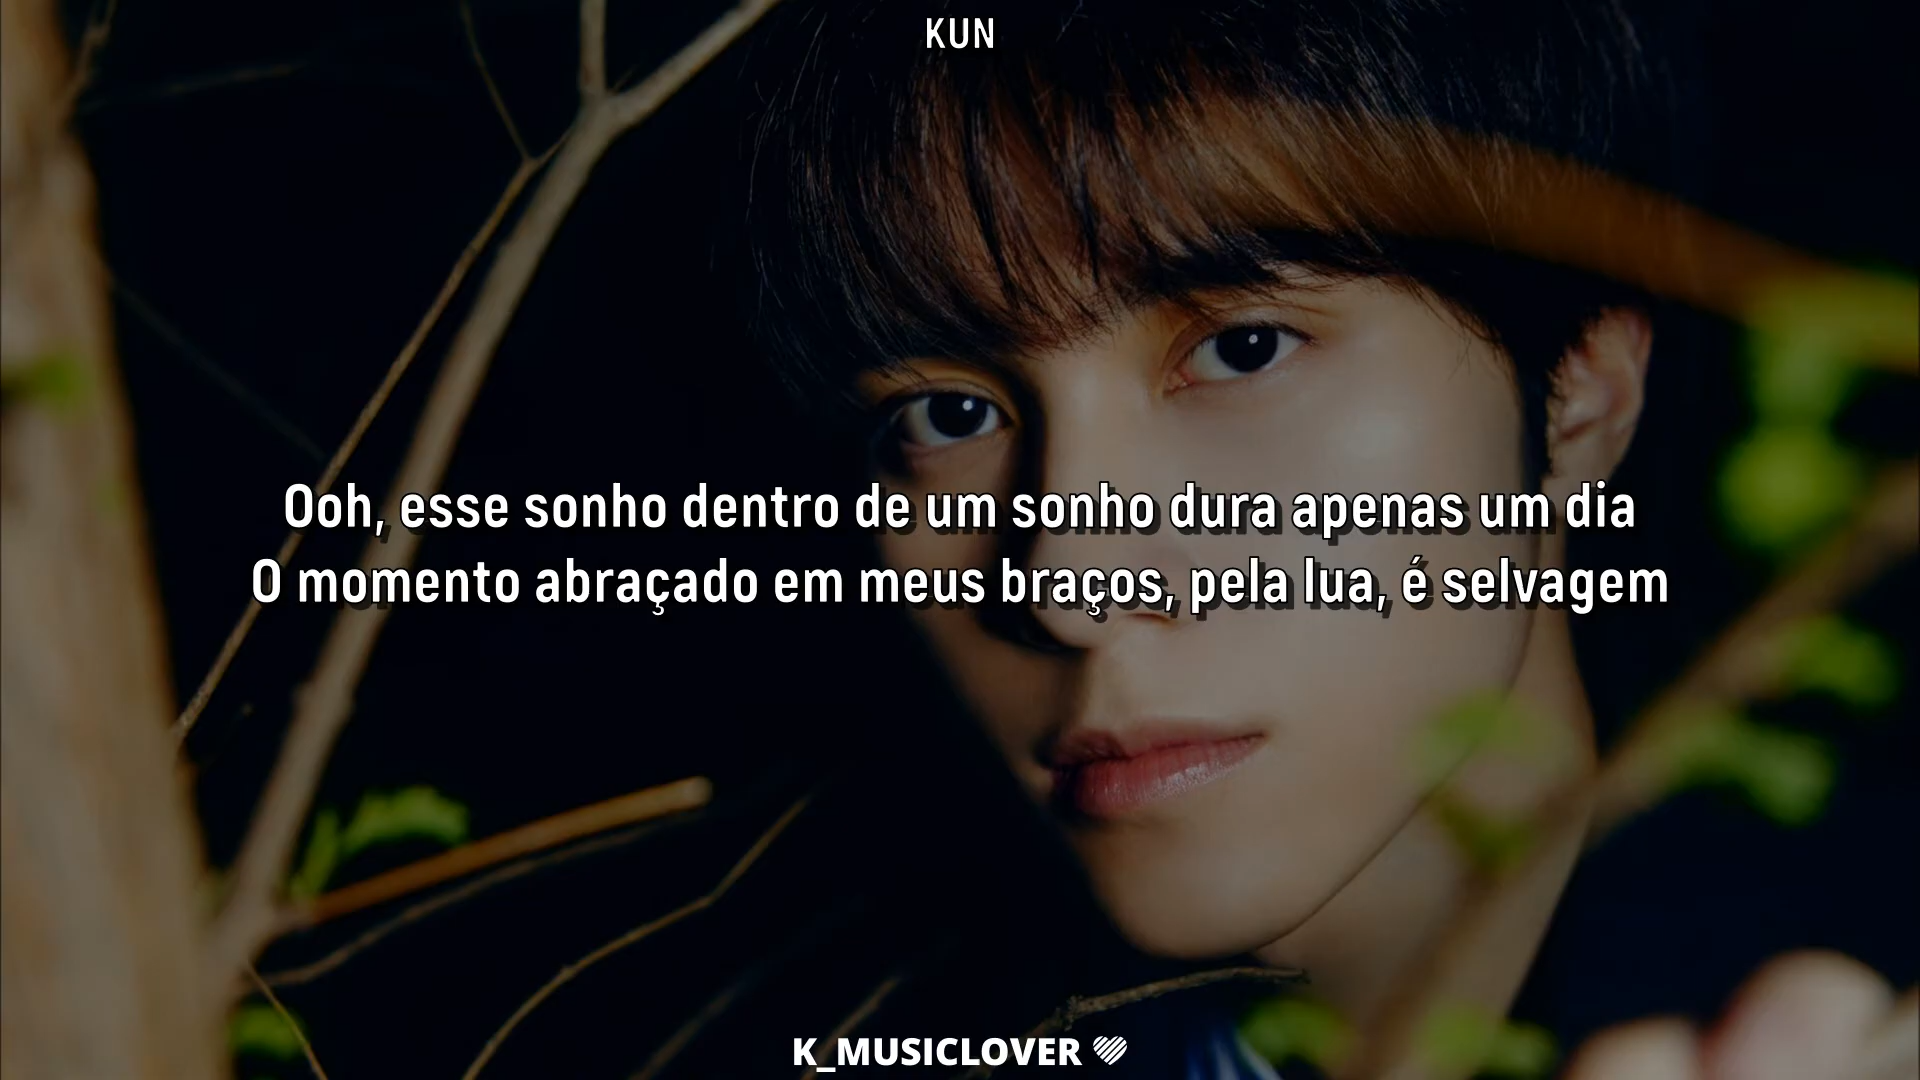 KUN
Ooh, esse sonho dentro de um sonho dura apenas um dia
O momento abraçado em meus braços, pela lua, é selvagem
K_MUSICLOVER